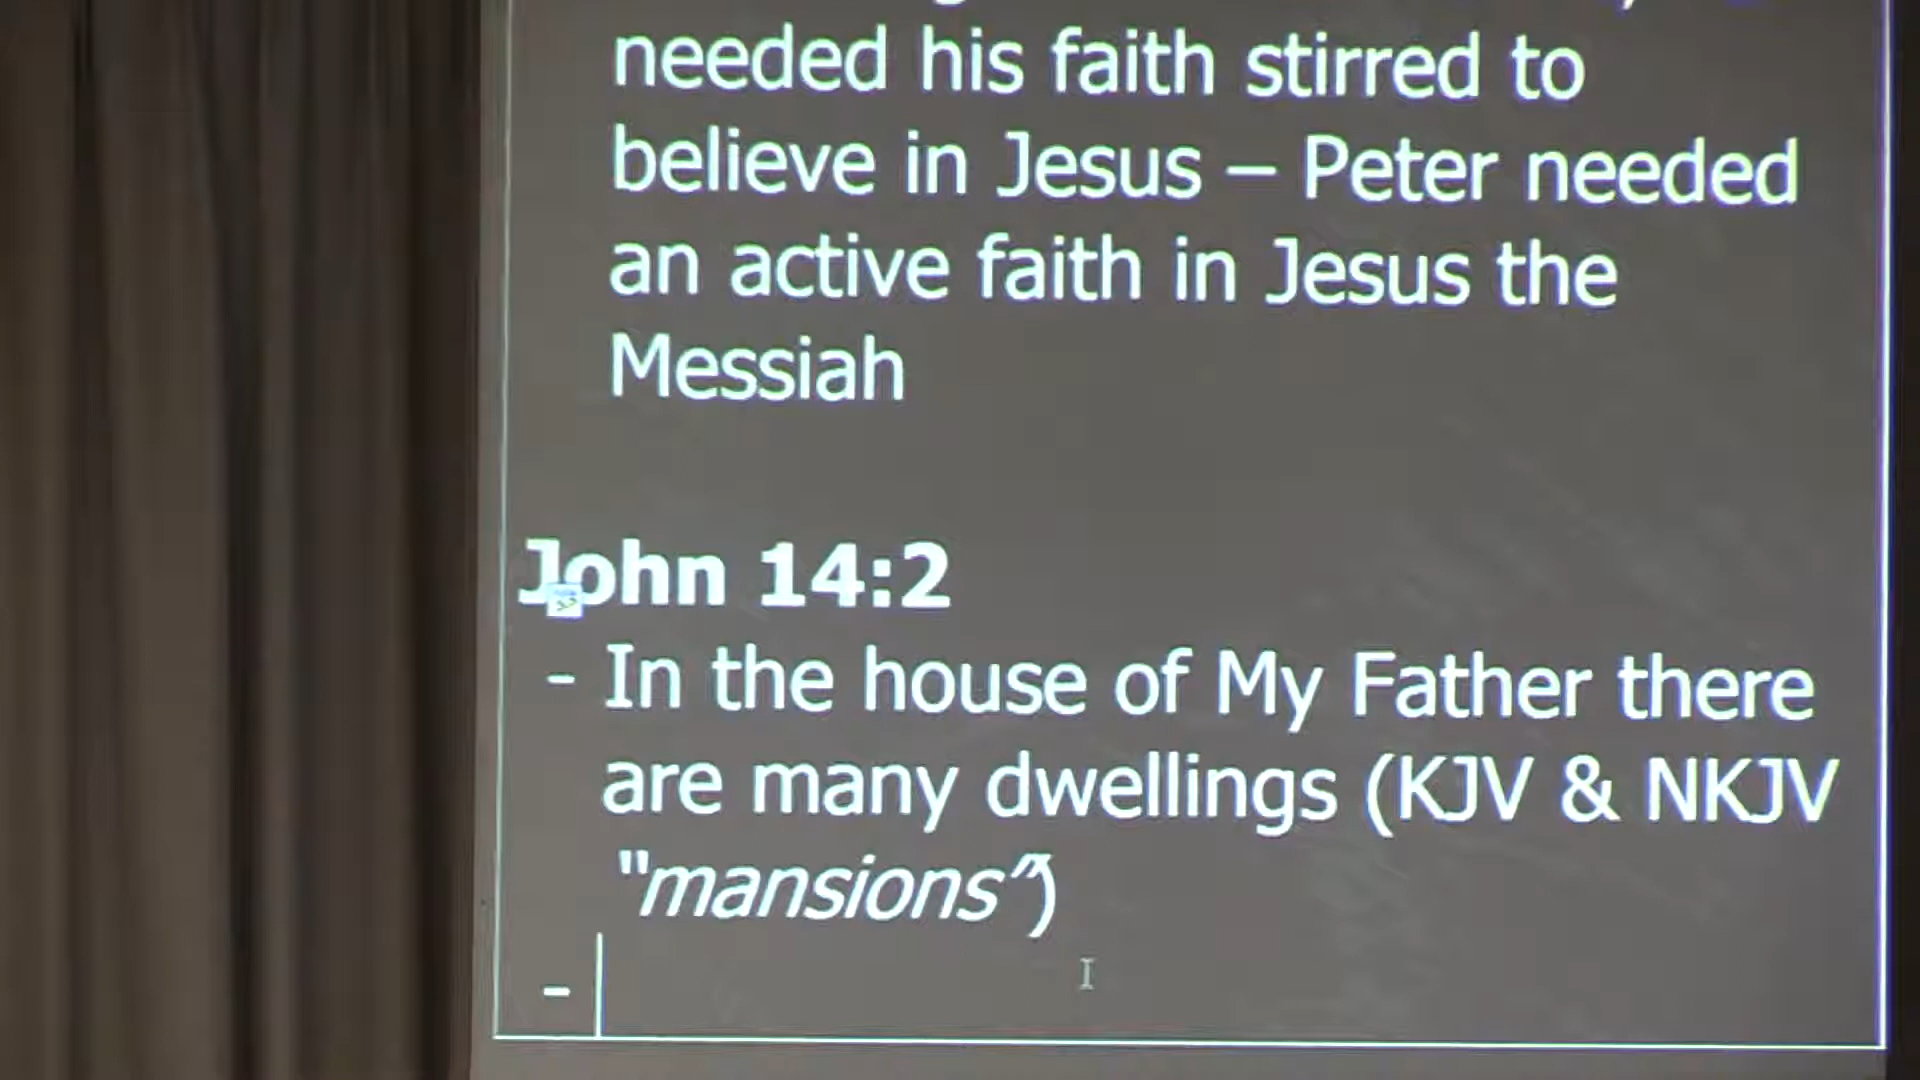 needed his faith stirred to
believe in Jesus – Peter needed
an active faith in Jesus the
Messiah
John 14:2
- In the house of My Father there
are many dwellings (KJV & NKJV
"mansions")
-